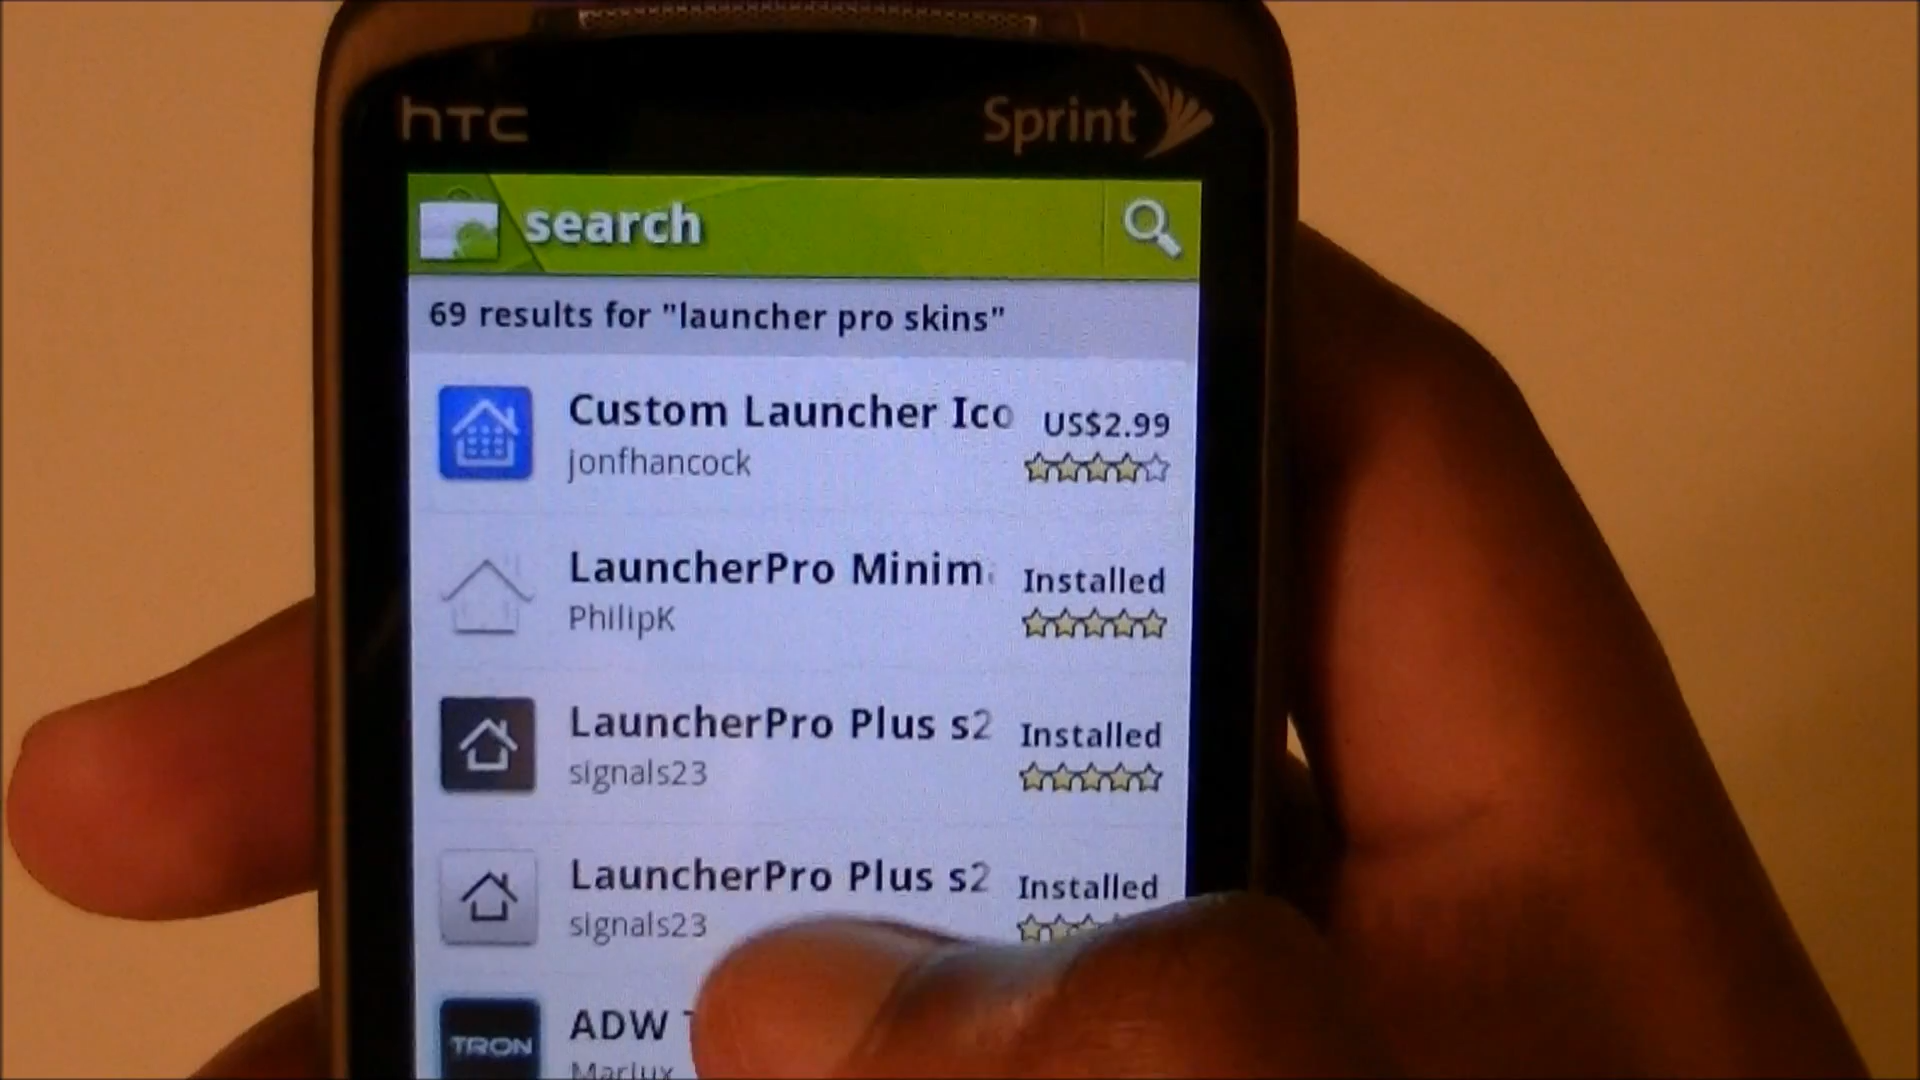 hTC
Sprint
search
69 results for "launcher pro skins"
Custom Launcher Ico
US$2.99
jonfhancock
LauncherPro Minim
Installed
PhilipK
LauncherPro Plus s2
Installed
signals23
LauncherPro Plus s2
Installed
signals23
TRON
ADW
Marlux